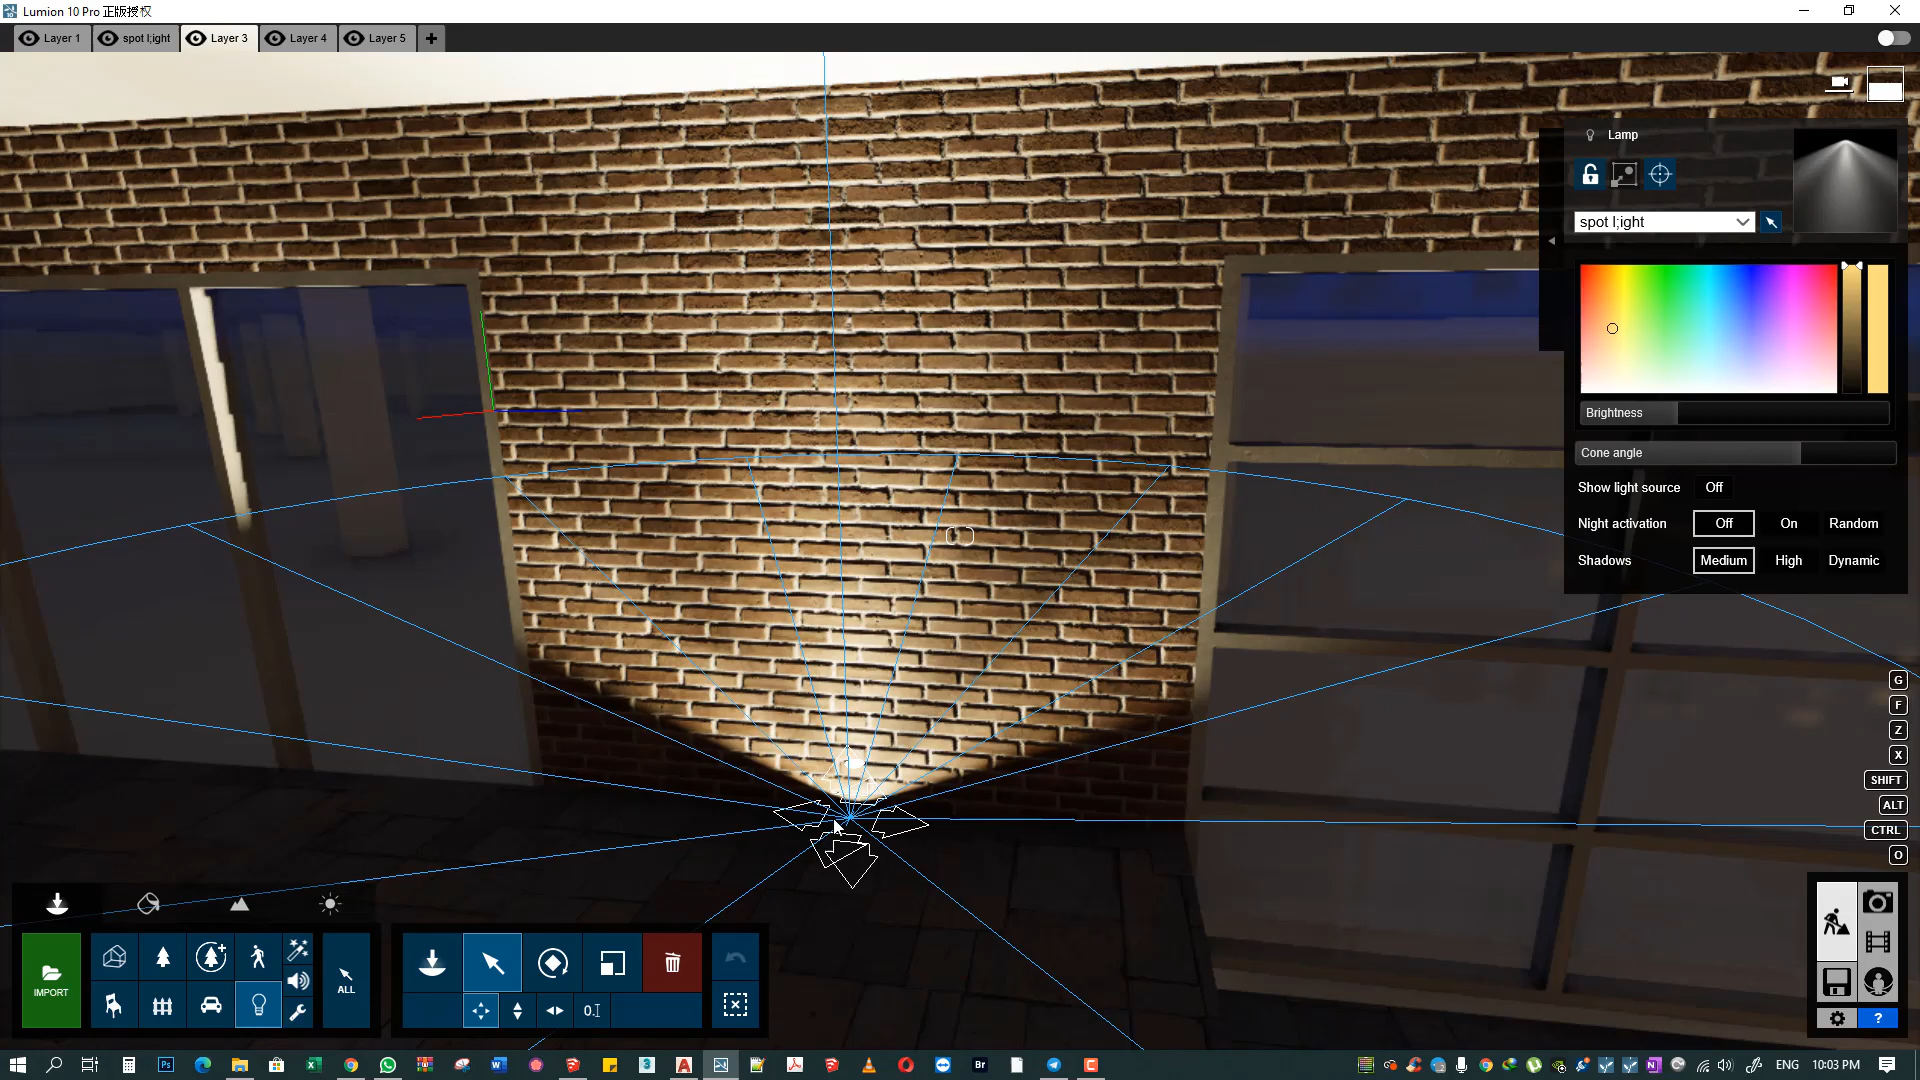 Lumion 10 Pro 正版授权
Layer 1
spot l;ight
Layer 3
Layer 4
Layer 5
Lamp
spot l;ight
Brightness
Cone angle
Show light source Off
Night activation Off On Random
Shadows Medium High Dynamic
G
F
Z
X
SHIFT
ALT
CTRL
O
IMPORT
ALL
?
ENG 10:03 PM